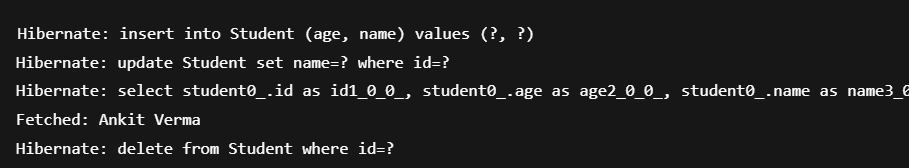 Hibernate: insert into Student (age, name) values (?, ?)
Hibernate: update Student set name=? where id=?
Hibernate: select student0_.id as id1_0_0_, student0_.age as age2_0_0_, student0_.name as name3_0
Fetched: Ankit Verma
Hibernate: delete from Student where id=?